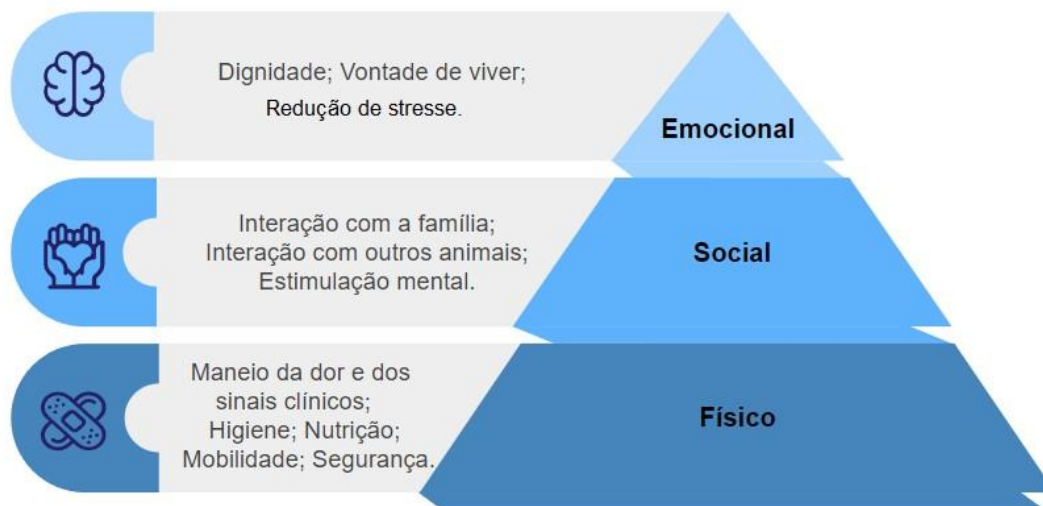 Dignidade; Vontade de viver;
Redução de stresse.
Emocional
Interação com a família;
Interação com outros animais;
Estimulação mental.
Social
Maneio da dor e dos
sinais clínicos;
Higiene; Nutrição;
Mobilidade; Segurança.
Físico